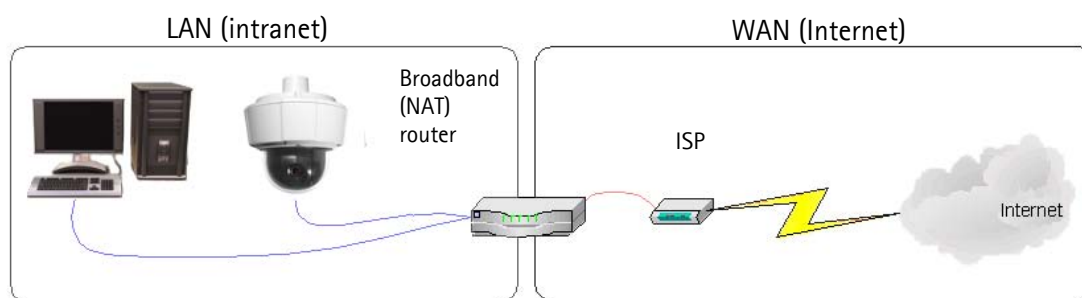 LAN (intranet)
WAN (Internet)
Broadband
(NAT)
router
ISP
Internet